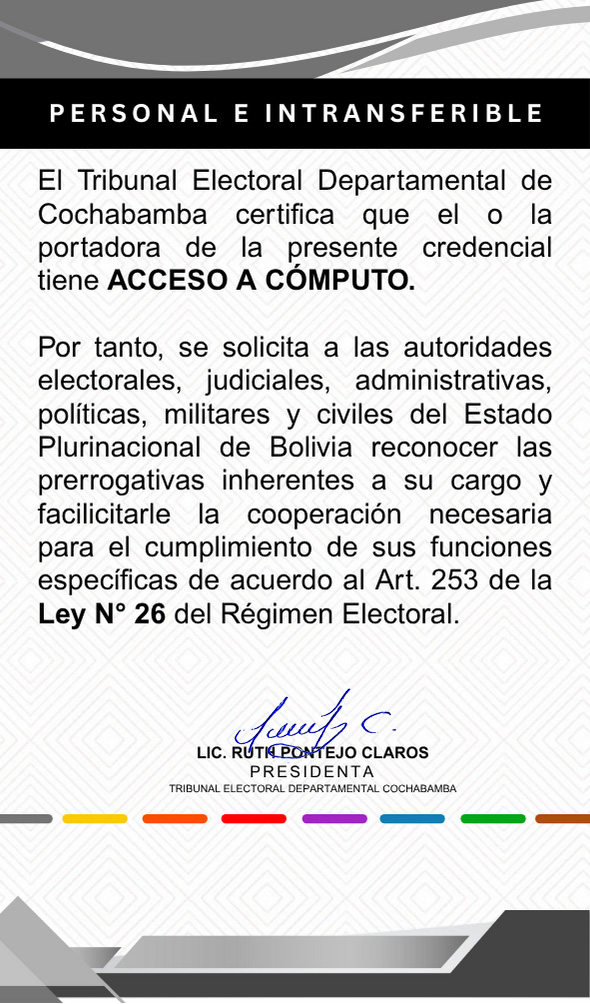 PERSONAL E INTRANSFERIBLE
El Tribunal Electoral Departamental de
Cochabamba certifica que el o la
portadora de la presente credencial
tiene ACCESO A CÓMPUTO.
Por tanto, se solicita a las autoridades
electorales, judiciales, administrativas,
políticas, militares y civiles del Estado
Plurinacional de Bolivia reconocer las
prerrogativas inherentes a su cargo y
facilicitarle la cooperación necesaria
para el cumplimiento de sus funciones
específicas de acuerdo al Art. 253 de la
Ley N° 26 del Régimen Electoral.
LIC. RUTH PONTEJO CLAROS
PRESIDENTA
TRIBUNAL ELECTORAL DEPARTAMENTAL COCHABAMBA